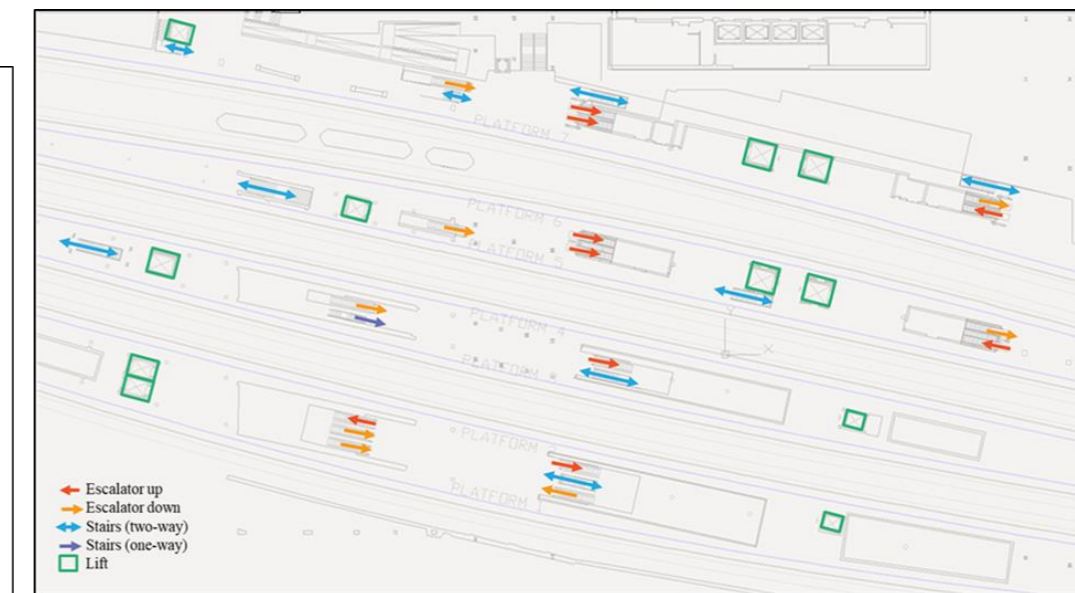 PLATFORM 7
PLATFORM 6
PLATFORM 5
PLATFORM 4
PLATFORM 3
PLATFORM 2
PLATFORM
Y
X
Escalator up
Escalator down
Stairs (two-way)
Stairs (one-way)
Lift